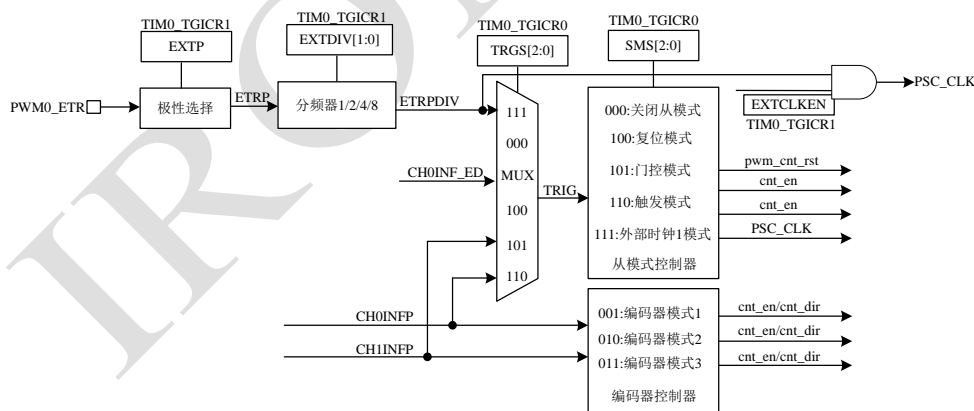 TIM0_TGICR1
EXTP
TIM0_TGICR1
EXTDIV[1:0]
TIM0_TGICR0
TRGS[2:0]
TIM0_TGICR0
SMS[2:0]
PWM0_ETR
极性选择
ETRP
分频器1/2/4/8
ETRPDIV
PSC_CLK
EXTCLKEN
TIM0_TGICR1
111
000
MUX
100
101
110
CH0INF_ED
TRIG
000:关闭从模式
100:复位模式
101:门控模式
110:触发模式
111:外部时钟1模式
从模式控制器
pwm_cnt_rst
cnt_en
cnt_en
PSC_CLK
CH0INFP
CH1INFP
001:编码器模式1
010:编码器模式2
011:编码器模式3
编码器控制器
cnt_en/cnt_dir
cnt_en/cnt_dir
cnt_en/cnt_dir